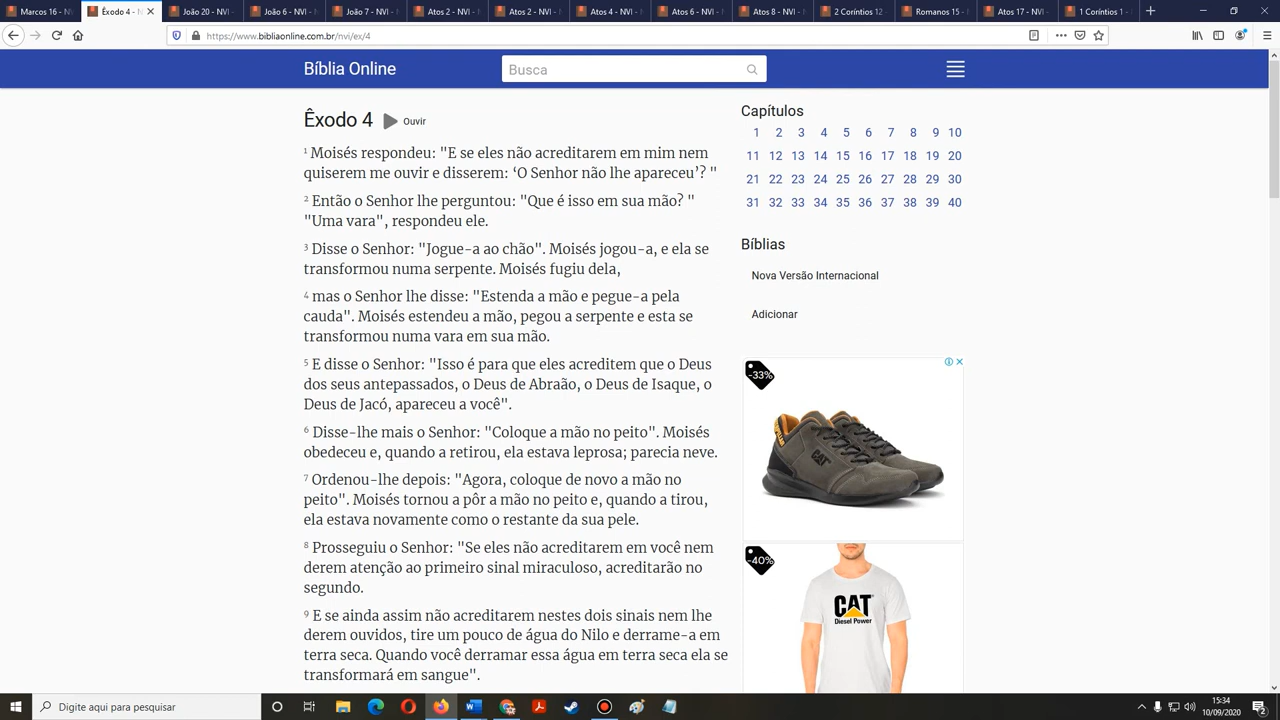 Marcos 16 - NVI
Êxodo 4 - N
João 20 - NVI -
João 6 - NVI -
João 7 - NVI -
Atos 2 - NVI -
Atos 2 - NVI -
Atos 4 - NVI -
Atos 6 - NVI -
Atos 8 - NVI -
2 Coríntios 12
Romanos 15 -
Atos 17 - NVI -
1 Coríntios 1 -
https://www.bibliaonline.com.br/nvi/ex/4
Bíblia Online
Busca
Êxodo 4
Ouvir
1 Moisés respondeu: "E se eles não acreditarem em mim nem
quiserem me ouvir e disserem: ‘O Senhor não lhe apareceu’? "
2 Então o Senhor lhe perguntou: "Que é isso em sua mão? "
"Uma vara", respondeu ele.
3 Disse o Senhor: "Jogue-a ao chão". Moisés jogou-a, e ela se
transformou numa serpente. Moisés fugiu dela,
4 mas o Senhor lhe disse: "Estenda a mão e pegue-a pela
cauda". Moisés estendeu a mão, pegou a serpente e esta se
transformou numa vara em sua mão.
5 E disse o Senhor: "Isso é para que eles acreditem que o Deus
dos seus antepassados, o Deus de Abraão, o Deus de Isaque, o
Deus de Jacó, apareceu a você".
6 Disse-lhe mais o Senhor: "Coloque a mão no peito". Moisés
obedeceu e, quando a retirou, ela estava leprosa; parecia neve.
7 Ordenou-lhe depois: "Agora, coloque de novo a mão no
peito". Moisés tornou a pôr a mão no peito e, quando a tirou,
ela estava novamente como o restante da sua pele.
8 Prosseguiu o Senhor: "Se eles não acreditarem em você nem
derem atenção ao primeiro sinal miraculoso, acreditarão no
segundo.
9 E se ainda assim não acreditarem nestes dois sinais nem lhe
derem ouvidos, tire um pouco de água do Nilo e derrame-a em
terra seca. Quando você derramar essa água em terra seca ela se
transformará em sangue".
Capítulos
1 2 3 4 5 6 7 8 9 10
11 12 13 14 15 16 17 18 19 20
21 22 23 24 25 26 27 28 29 30
31 32 33 34 35 36 37 38 39 40
Bíblias
Nova Versão Internacional
Adicionar
-33%
CAT
-40%
CAT
Diesel Power
Digite aqui para pesquisar
15:34
10/09/2020
2